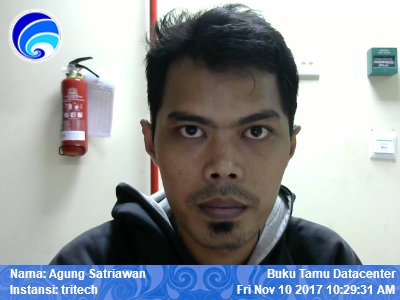 Nama: Agung Satriawan
Buku Tamu Datacenter
Instansi: tritech
Fri Nov 10 2017 10:29:31 AM